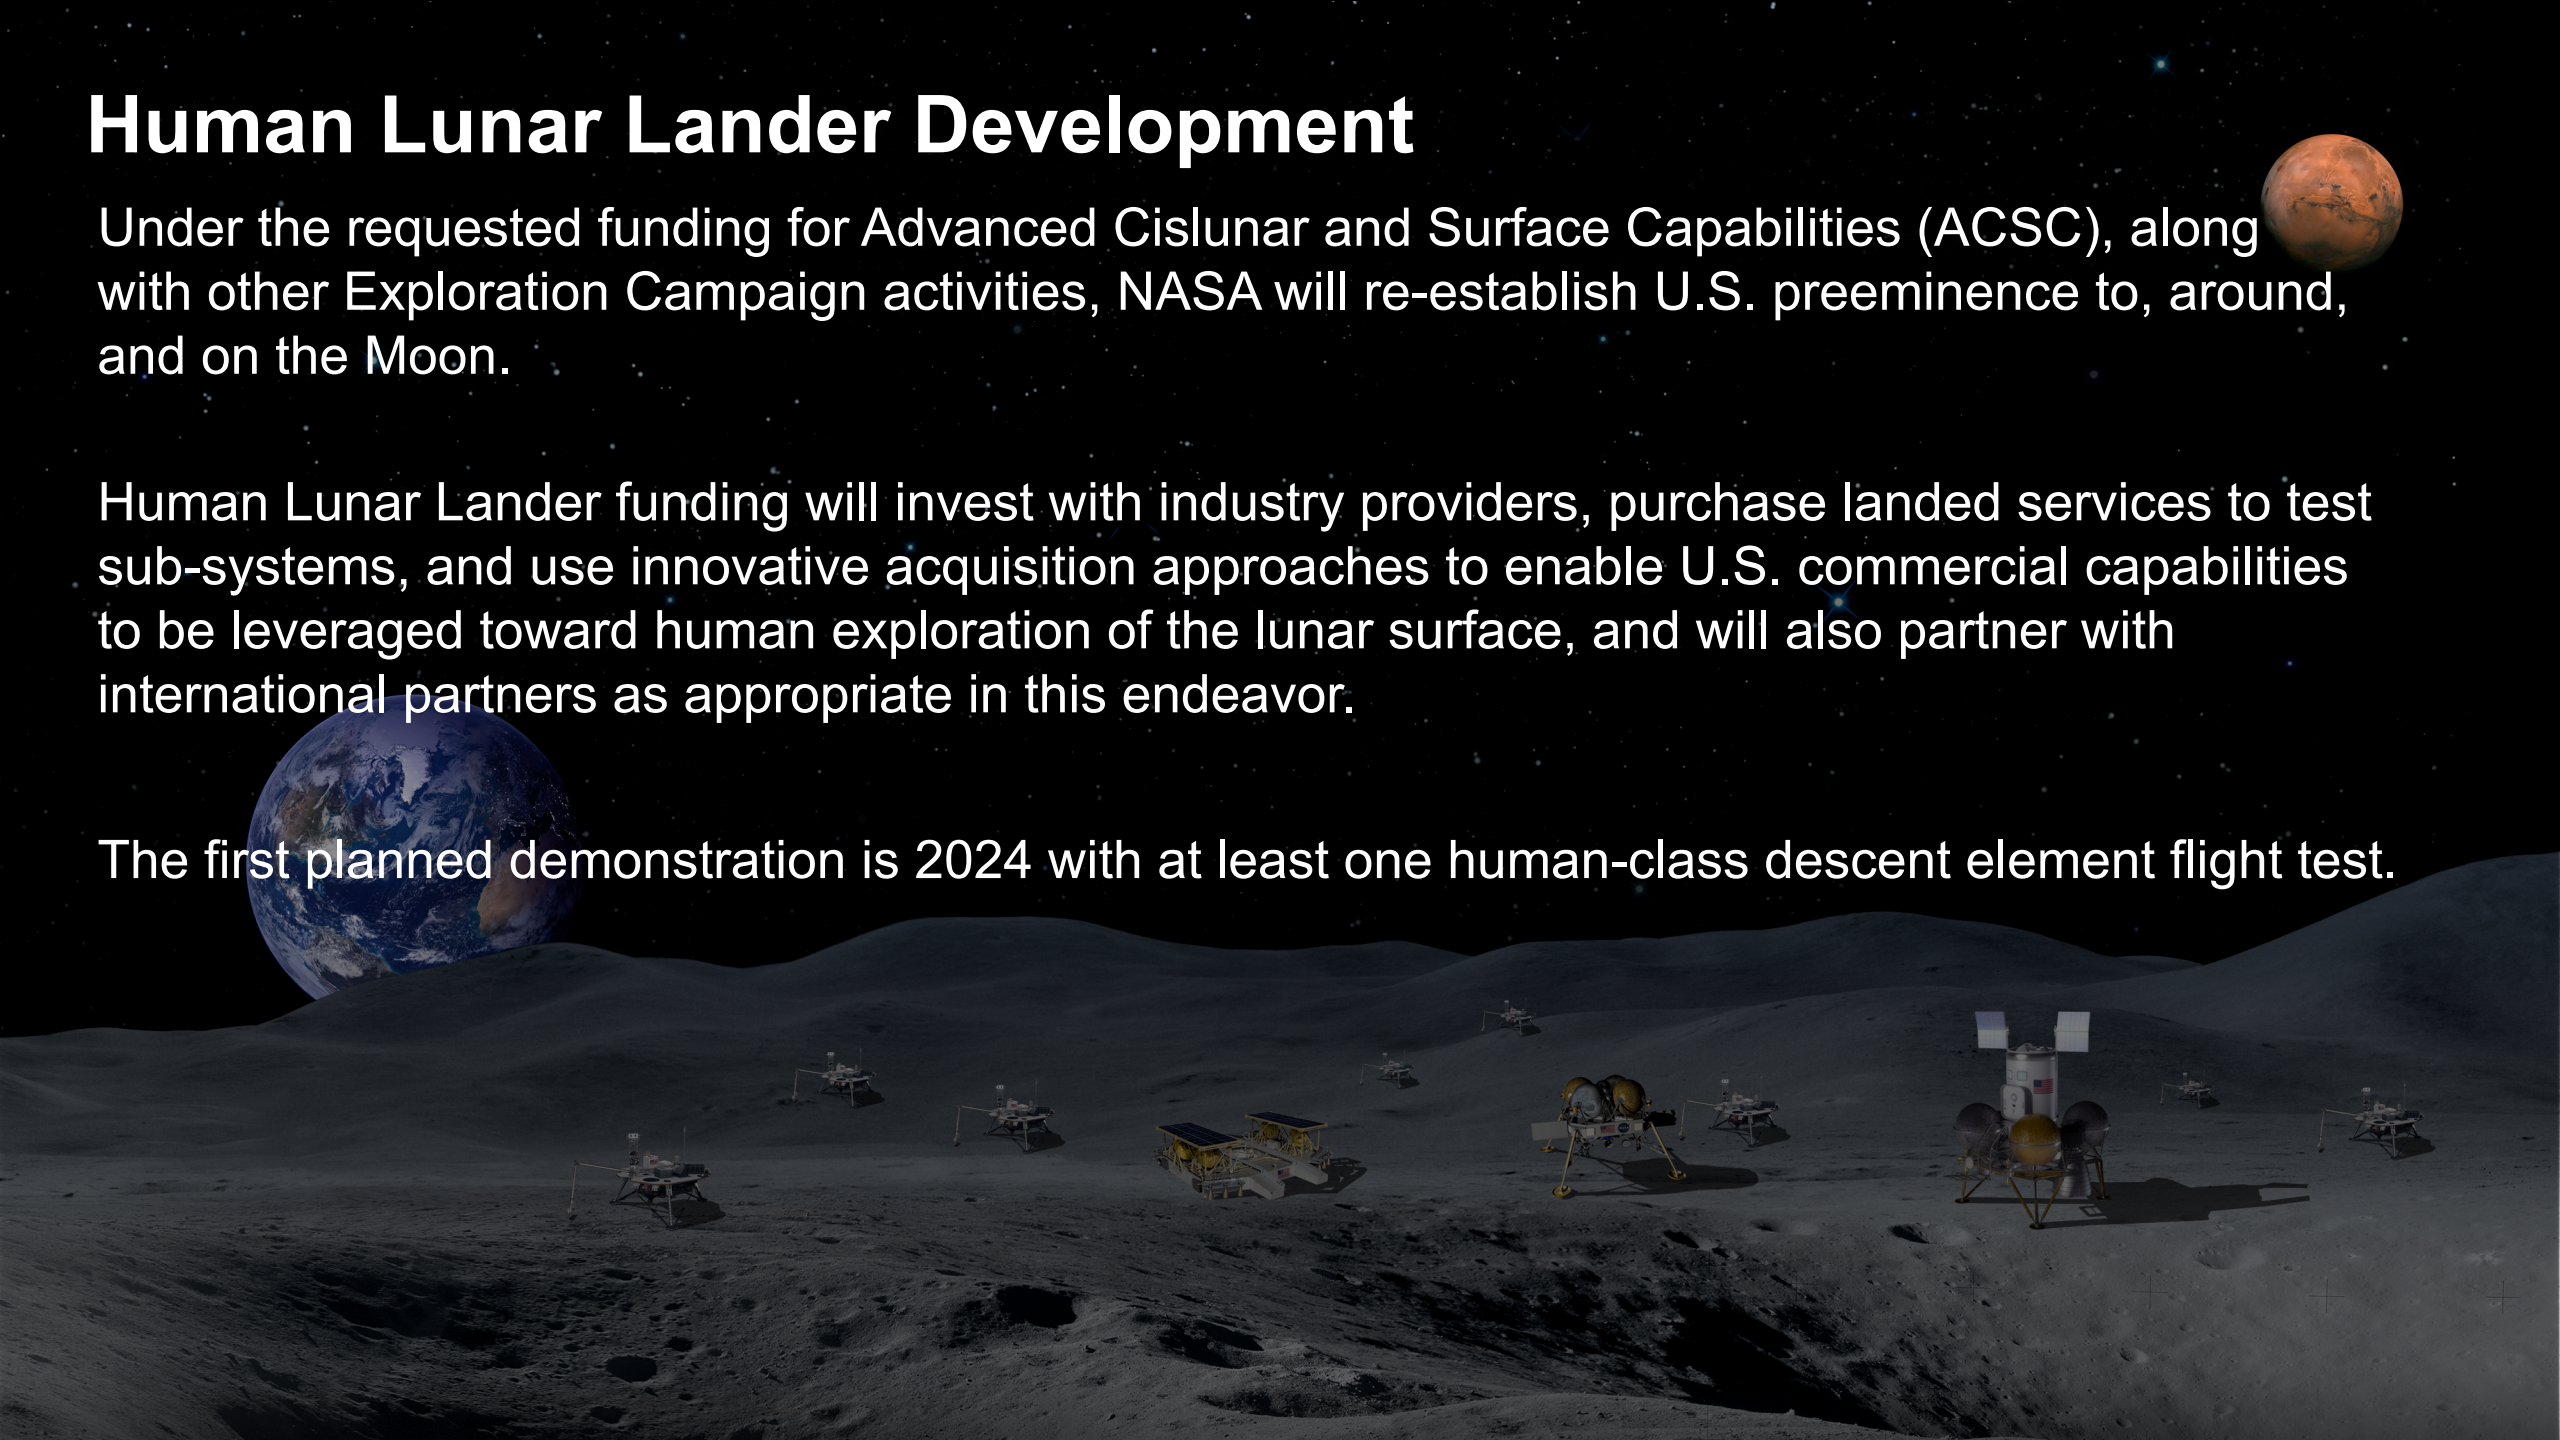 Human Lunar Lander Development
Under the requested funding for Advanced Cislunar and Surface Capabilities (ACSC), along
with other Exploration Campaign activities, NASA will re-establish U.S. preeminence to, around,
and on the Moon.
Human Lunar Lander funding will invest with industry providers, purchase landed services to test
sub-systems, and use innovative acquisition approaches to enable U.S. commercial capabilities
to be leveraged toward human exploration of the lunar surface, and will also partner with
international partners as appropriate in this endeavor.
The first planned demonstration is 2024 with at least one human-class descent element flight test.